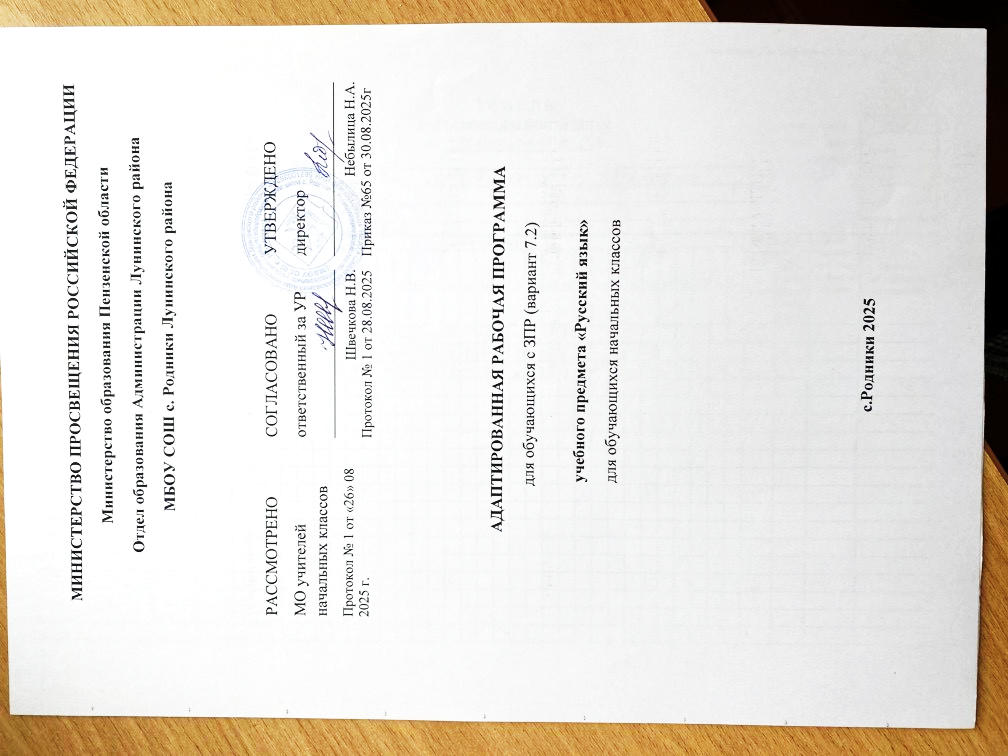 МИНИСТЕРСТВО ПРОСВЕЩЕНИЯ РОССИЙСКОЙ ФЕДЕРАЦИИ
Министерство образования Пензенской области
Отдел образования Администрации Лунинского района
МБОУ СОШ с. Родники Лунинского района
РАССМОТРЕНО
МО учителей
начальных классов
Протокол № 1 от «26» 08
2025 г.
СОГЛАСОВАНО
ответственный за УР
Швечкова Н.В.
Протокол № 1 от 28.08.2025
УТВЕРЖДЕНО
директор
Небылица Н.А.
Приказ №65 от 30.08.2025г
АДАПТИРОВАННАЯ РАБОЧАЯ ПРОГРАММА
для обучающихся с ЗПР (вариант 7.2)
учебного предмета «Русский язык»
для обучающихся начальных классов
с.Родники 2025